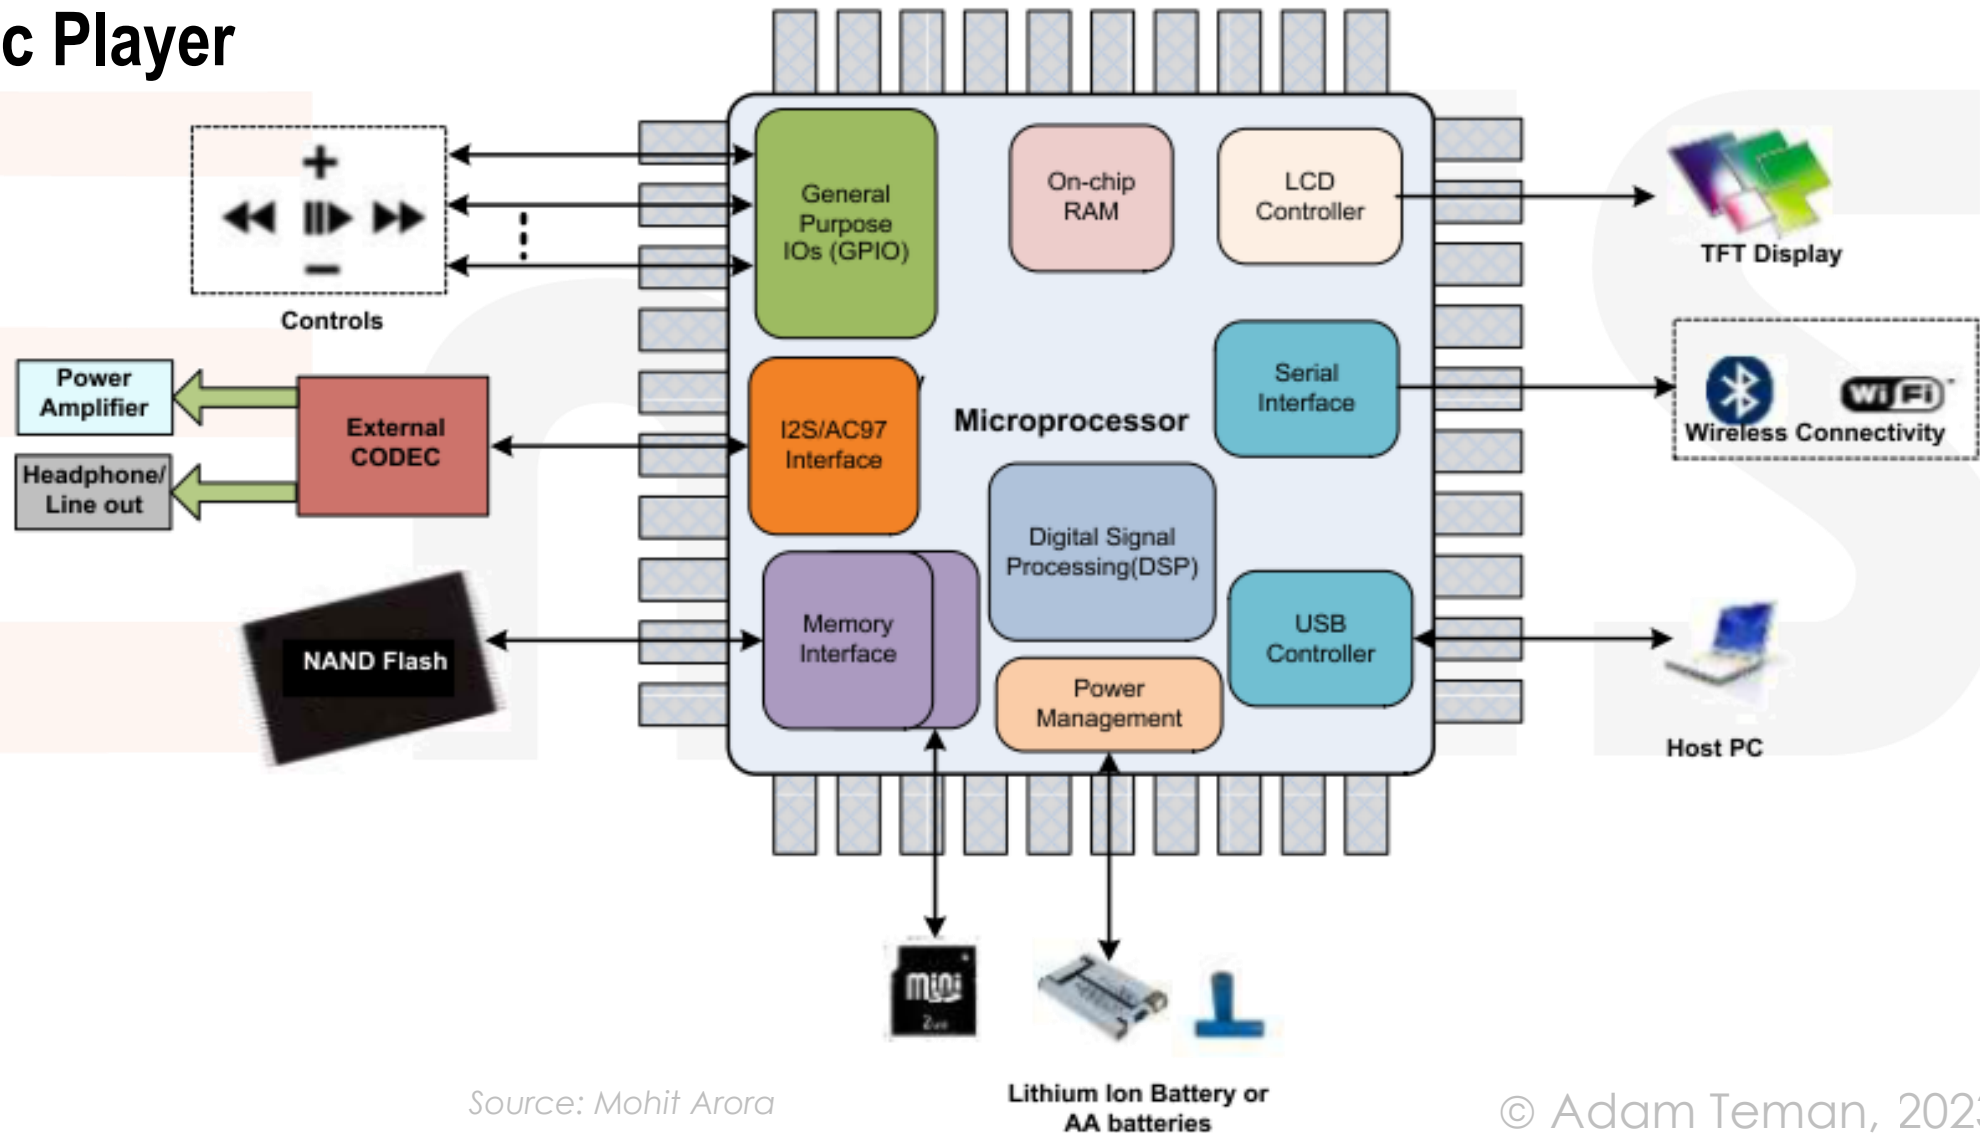 c Player
General
Purpose
IOs (GPIO)
On-chip
RAM
LCD
Controller
TFT Display
Controls
Power
Amplifier
External
CODEC
Headphone/
Line out
I2S/AC97
Interface
Microprocessor
Serial
Interface
WiFi
Wireless Connectivity
Digital Signal
Processing(DSP)
NAND Flash
Memory
Interface
USB
Controller
Power
Management
Host PC
mini
Lithium Ion Battery or
AA batteries
Source: Mohit Arora
© Adam Teman, 202